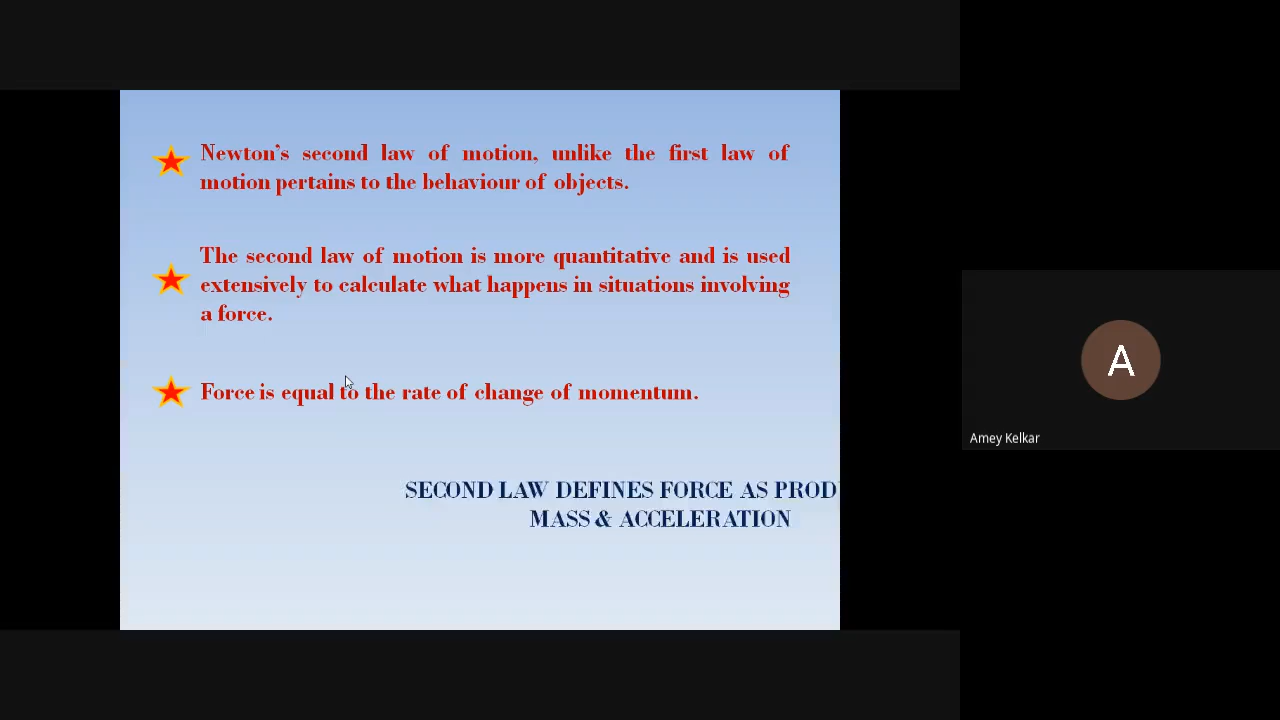 Newton's second law of motion, unlike the first law of
motion pertains to the behaviour of objects.
The second law of motion is more quantitative and is used
extensively to calculate what happens in situations involving
a force.
Force is equal to the rate of change of momentum.
SECOND LAW DEFINES FORCE AS PROD
MASS & ACCELERATION
A
Amey Kelkar